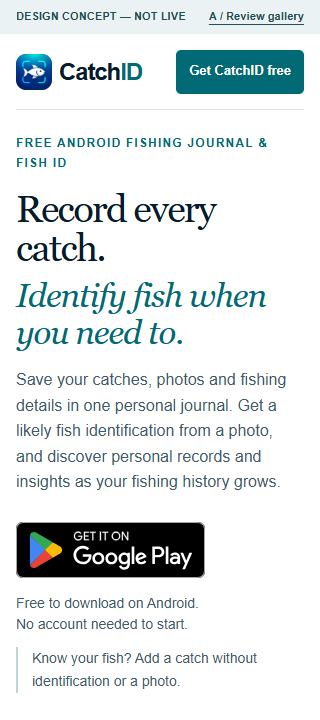 DESIGN CONCEPT — NOT LIVE
A / Review gallery
CatchID
Get CatchID free
FREE ANDROID FISHING JOURNAL &
FISH ID
Record every
catch.
Identify fish when
you need to.
Save your catches, photos and fishing
details in one personal journal. Get a
likely fish identification from a photo,
and discover personal records and
insights as your fishing history grows.
GET IT ON
Google Play
Free to download on Android.
No account needed to start.
Know your fish? Add a catch without
identification or a photo.